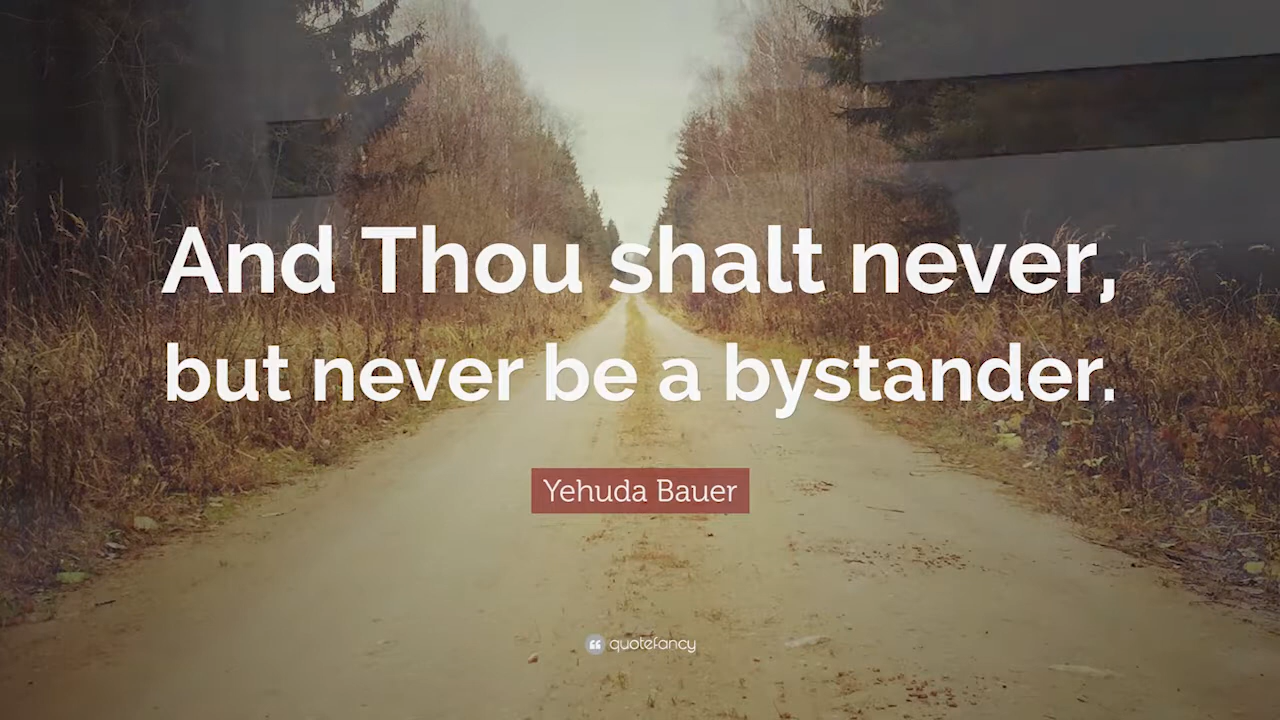 And Thou shalt never,
but never be a bystander.
Yehuda Bauer
quotefancy